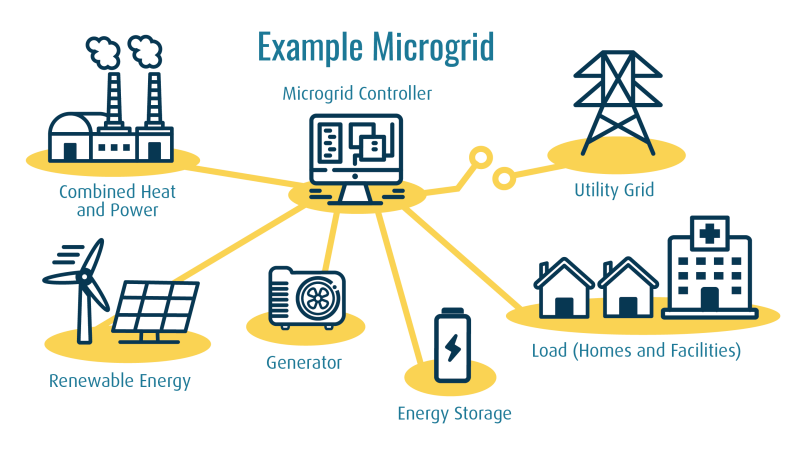 Example Microgrid
Microgrid Controller
Combined Heat
and Power
Utility Grid
Renewable Energy
Generator
Energy Storage
Load (Homes and Facilities)